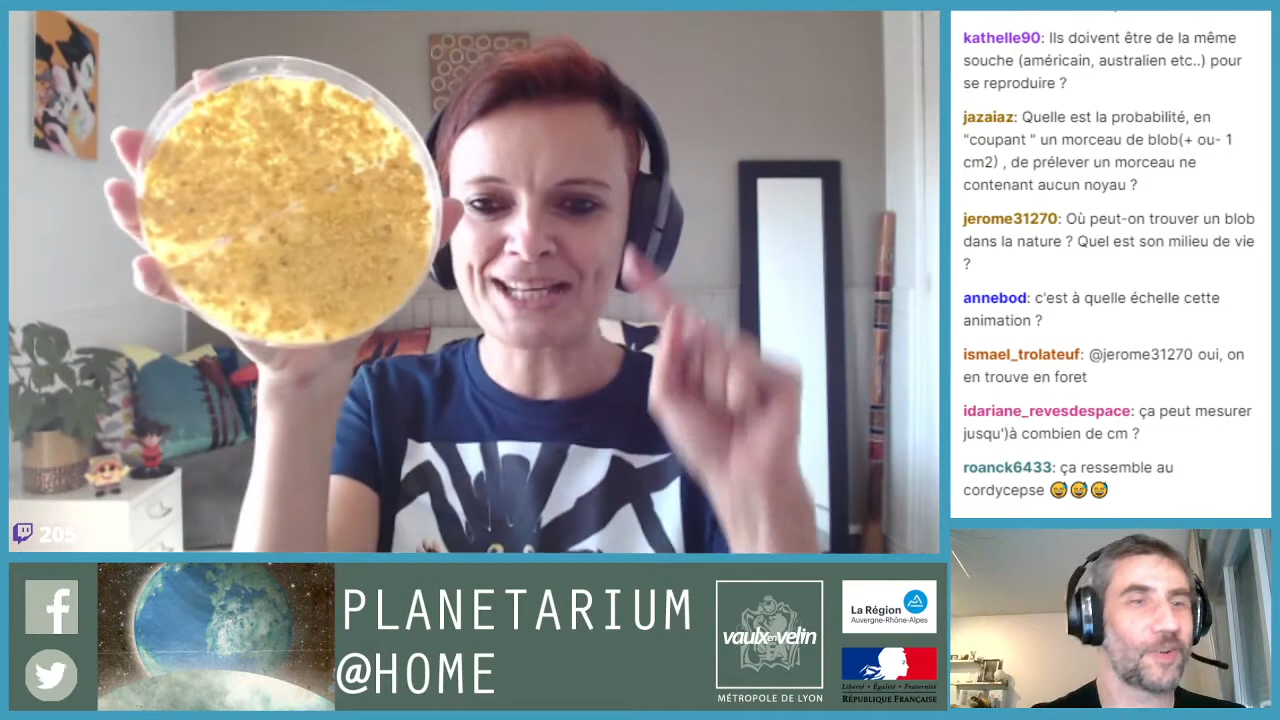 kathelle90: Ils doivent être de la même
souche (américain, australien etc..) pour
se reproduire ?
jazaiaz: Quelle est la probabilité, en
"coupant " un morceau de blob(+ ou- 1
cm2) , de prélever un morceau ne
contenant aucun noyau ?
jerome31270: Où peut-on trouver un blob
dans la nature ? Quel est son milieu de vie
?
annebod: c'est à quelle échelle cette
animation ?
ismael_trolateuf: @jerome31270 oui, on
en trouve en foret
idariane_revesdespace: ça peut mesurer
jusqu')à combien de cm ?
roanck6433: ça ressemble au
cordycepse 😅😅😅
205
PLANETARIUM
@HOME
vaulx en velin
MÉTROPOLE DE LYON
La Région
Auvergne-Rhône-Alpes
Liberté • Égalité • Fraternité
RÉPUBLIQUE FRANÇAISE